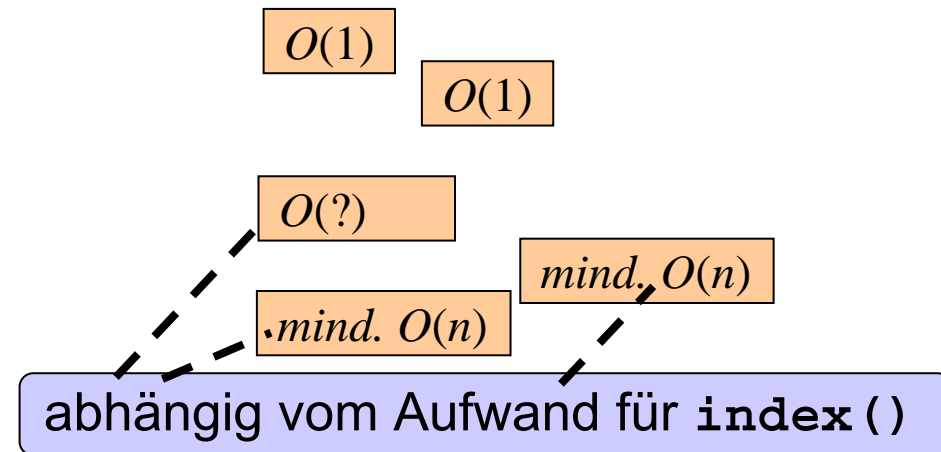 O(1)
O(1)
O(?)
mind. O(n)
mind. O(n)
abhängig vom Aufwand für index()